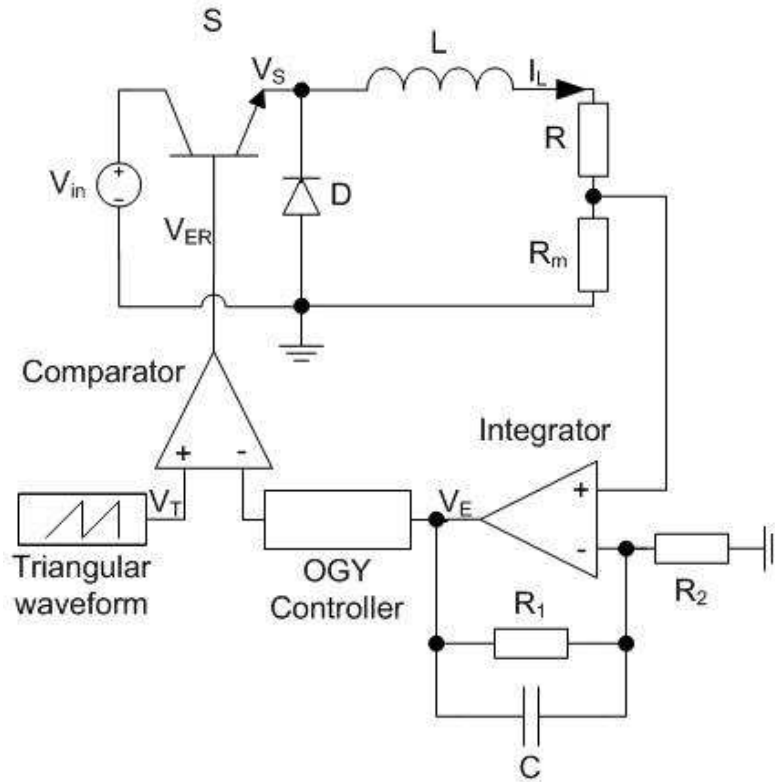 S
L
V_S
I_L
R
V_in
+
-
D
V_ER
R_m
Comparator
Integrator
+
-
+
-
V_T
V_E
Triangular
waveform
OGY
Controller
R_1
R_2
C